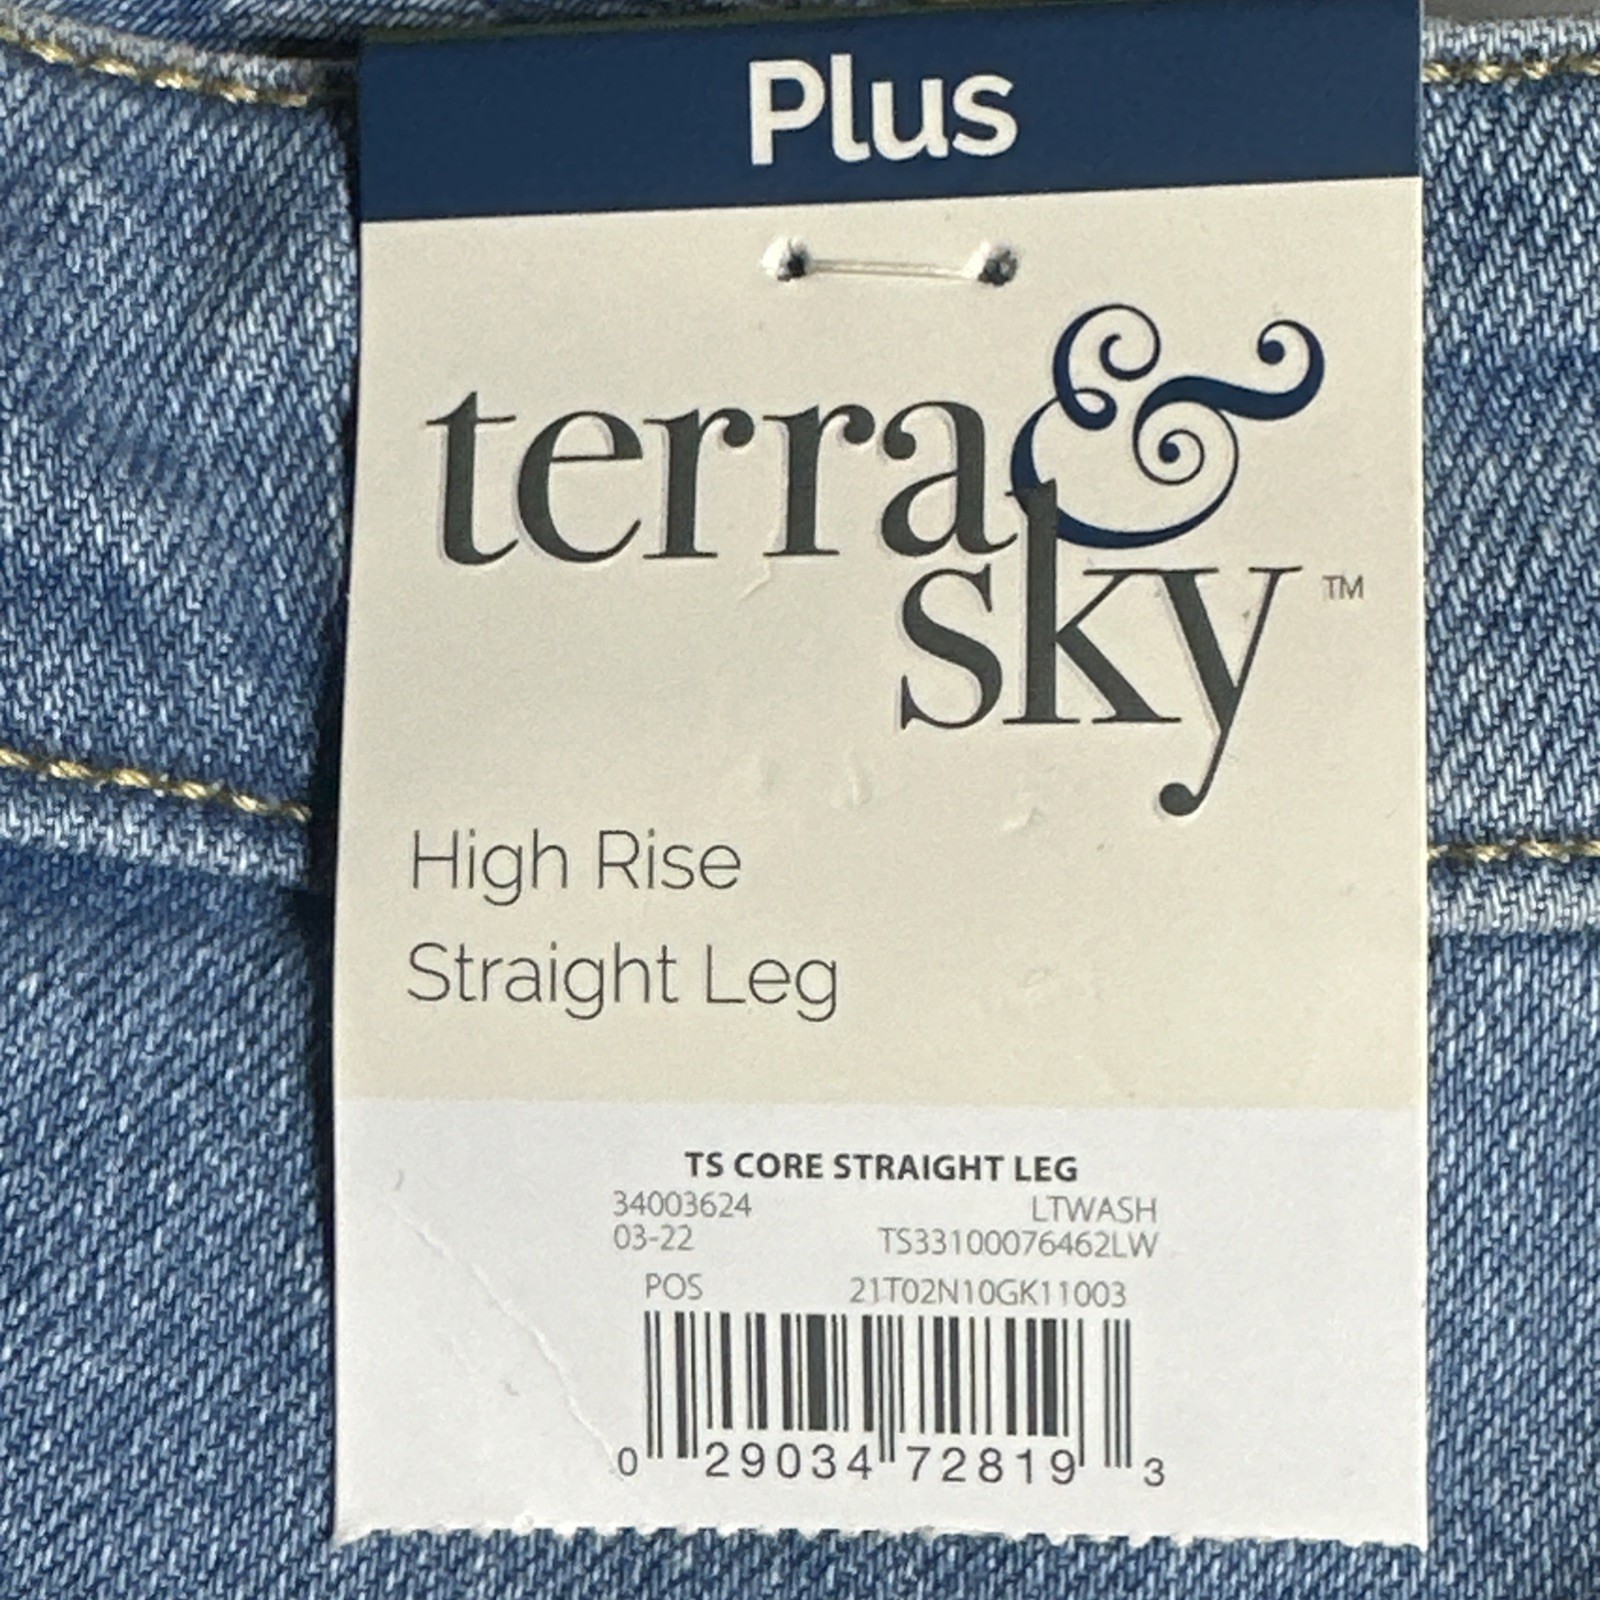 Plus
terra &
sky™
High Rise
Straight Leg
TS CORE STRAIGHT LEG
34003624 LTWASH
03-22 TS33100076462LW
POS 21T02N10GK11003
0 29034 72819 3